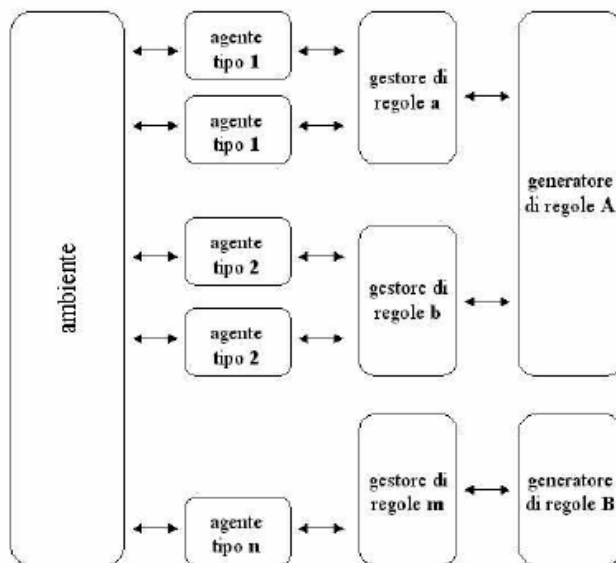 ambiente
agente
tipo 1
agente
tipo 1
gestore di
regole a
agente
tipo 2
agente
tipo 2
gestore di
regole b
generatore
di regole A
agente
tipo n
gestore di
regole m
generatore
di regole B